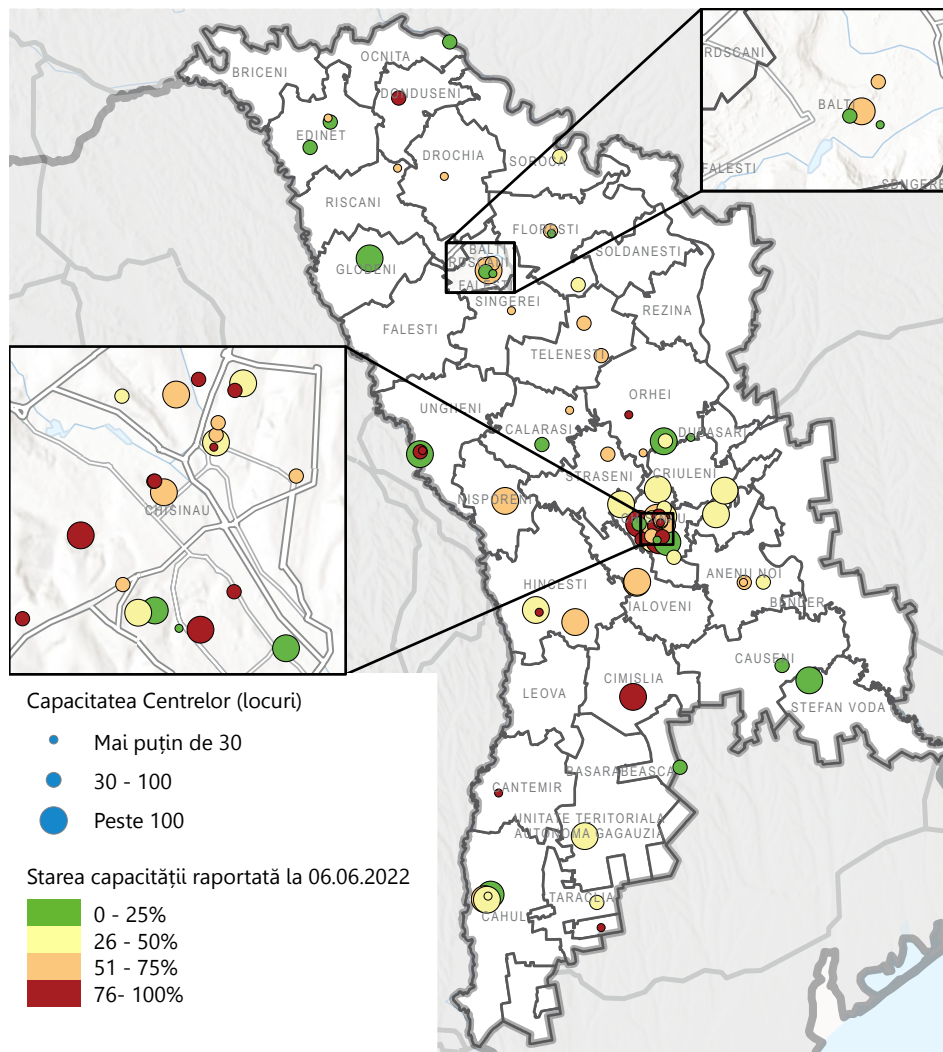 OCNITA
BRICENI
DONDUSENI
EDINET
DROCHIA
SOROCA
RISCANI
FLORESTI
BALTI
SOLDANESTI
GLODENI
FALESTI
SINGEREI
FALESTI
REZINA
TELENESTI
ORHEI
UNGHENI
CALARASI
DUBASARI
STRASENI
CRIULENI
NISPORENI
HINCESTI
ANENII NOI
IALOVENI
BENDER
CAUSENI
LEOVA
CIMISLIA
STEFAN VODA
BASARABEASCA
CANTEMIR
UNITATE TERITORIALA
AUTONOMA GAGAUZIA
TARACLIA
CAHUL
BALTI
FALESTI
CHISINAU
Capacitatea Centrelor (locuri)
Mai puțin de 30
30 - 100
Peste 100
Starea capacității raportată la 06.06.2022
0 - 25%
26 - 50%
51 - 75%
76- 100%